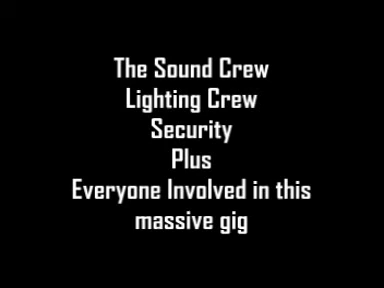 The Sound Crew
Lighting Crew
Security
Plus
Everyone Involved in this
massive gig